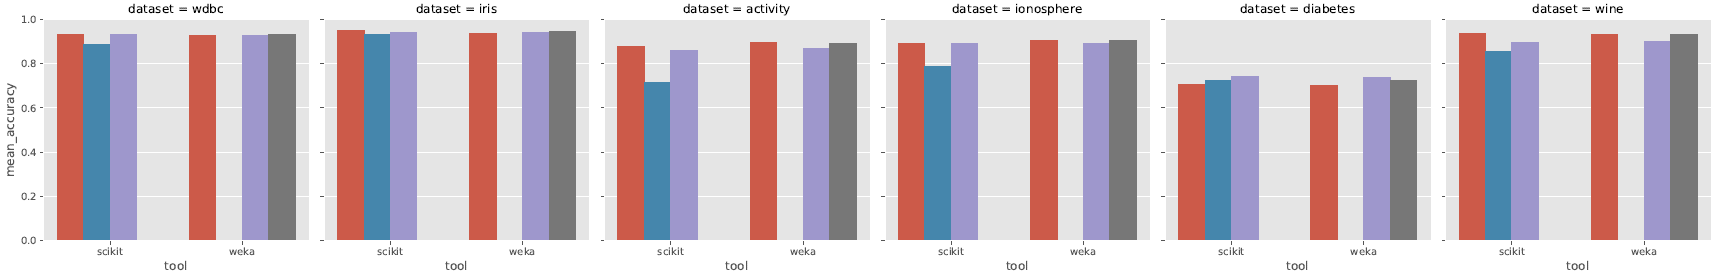 dataset = wdbc
dataset = iris
dataset = activity
dataset = ionosphere
dataset = diabetes
dataset = wine
mean_accuracy
1.0
0.8
0.6
0.4
0.2
0.0
scikit weka
scikit weka
scikit weka
scikit weka
scikit weka
scikit weka
tool
tool
tool
tool
tool
tool